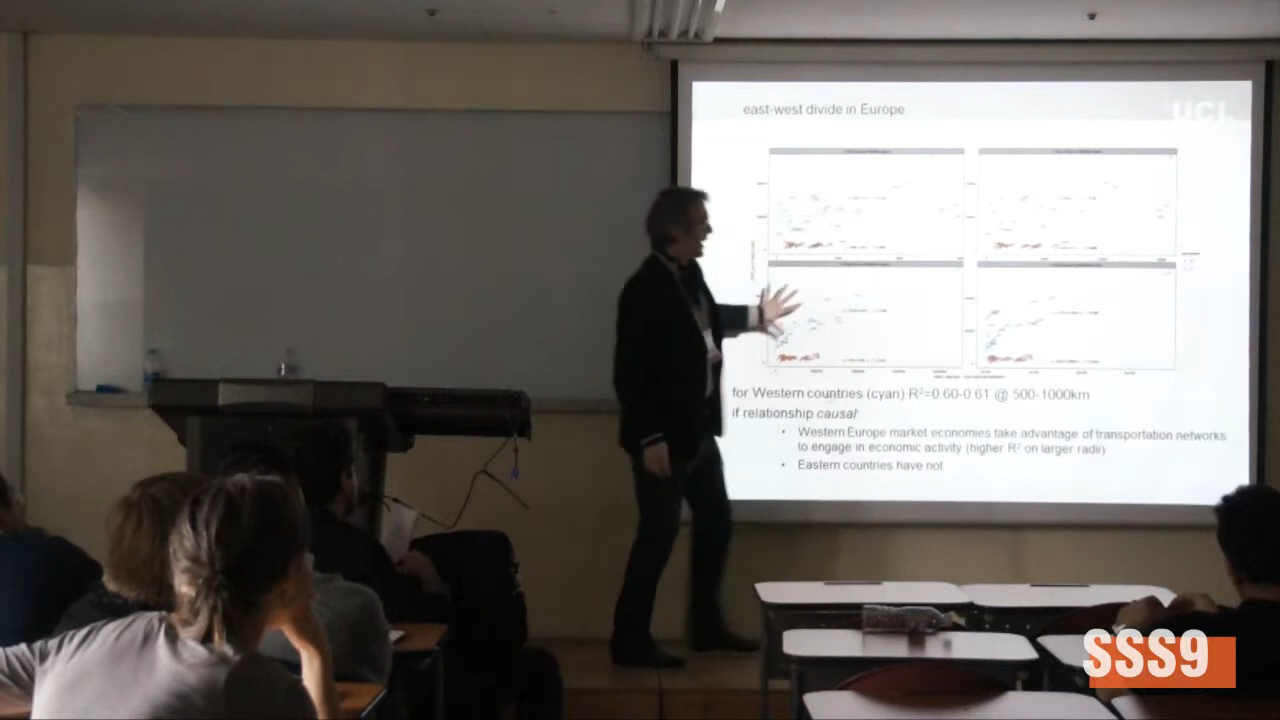 east-west divide in Europe
UCL
for Western countries (cyan) R²=0.60-0.61 @ 500-1000km
if relationship causal:
• Western Europe market economies take advantage of transportation networks
to engage in economic activity (higher R² on larger radii)
• Eastern countries have not
SSS9